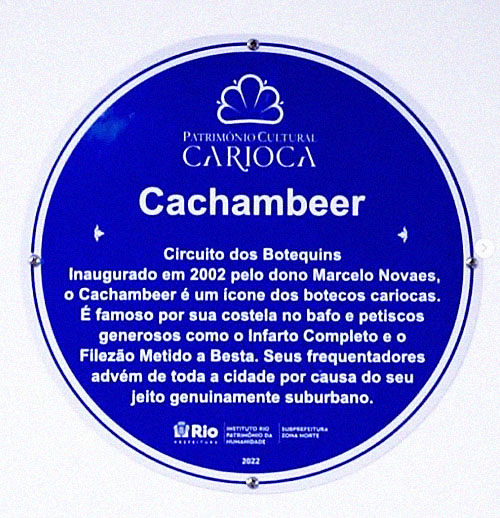 PATRIMÔNIO CULTURAL
CARIOCA
Cachambeer
Circuito dos Botequins
Inaugurado em 2002 pelo dono Marcelo Novaes,
o Cachambeer é um ícone dos botecos cariocas.
É famoso por sua costela no bafo e petiscos
generosos como o Infarto Completo e o
Filezão Metido a Besta. Seus frequentadores
advém de toda a cidade por causa do seu
jeito genuinamente suburbano.
Rio
PREFEITURA
INSTITUTO RIO
PATRIMÔNIO DA
HUMANIDADE
SUBPREFEITURA
ZONA NORTE
2022